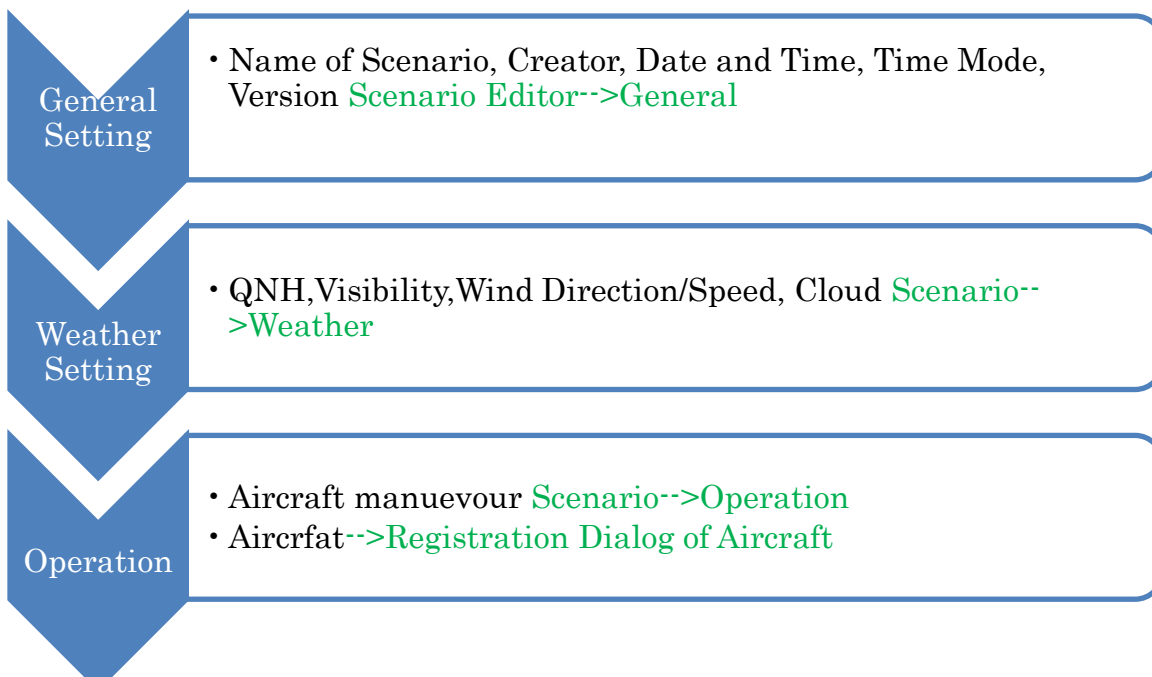 General
Setting
• Name of Scenario, Creator, Date and Time, Time Mode,
Version Scenario Editor-->General
Weather
Setting
• QNH,Visibility,Wind Direction/Speed, Cloud Scenario--
>Weather
Operation
• Aircraft manuevour Scenario-->Operation
• Aircrfat-->Registration Dialog of Aircraft